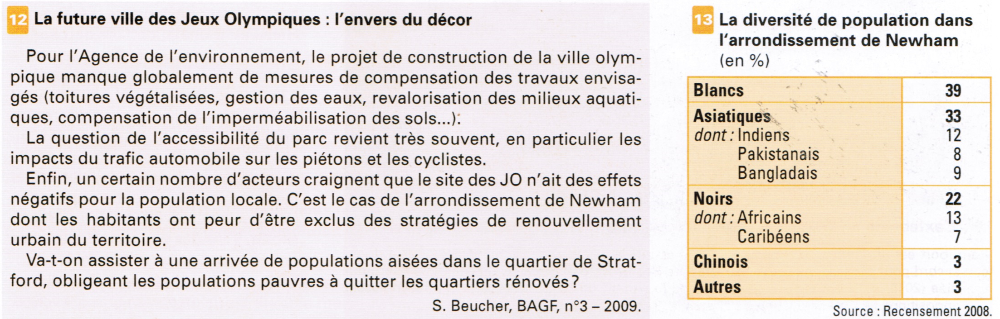 12 La future ville des Jeux Olympiques : l'envers du décor
Pour l'Agence de l'environnement, le projet de construction de la ville olym-
pique manque globalement de mesures de compensation des travaux envisa-
gés (toitures végétalisées, gestion des eaux, revalorisation des milieux aquati-
ques, compensation de l'imperméabilisation des sols...).
La question de l'accessibilité du parc revient très souvent, en particulier les
impacts du trafic automobile sur les piétons et les cyclistes.
Enfin, un certain nombre d'acteurs craignent que le site des JO n'ait des effets
négatifs pour la population locale. C'est le cas de l'arrondissement de Newham
dont les habitants ont peur d'être exclus des stratégies de renouvellement
urbain du territoire.
Va-t-on assister à une arrivée de populations aisées dans le quartier de Strat-
ford, obligeant les populations pauvres à quitter les quartiers rénovés ?
S. Beucher, BAGF, n°3 – 2009.
13 La diversité de population dans
l'arrondissement de Newham
(en %)
Blancs 39
Asiatiques 33
dont : Indiens 12
Pakistanais 8
Bangladais 9
Noirs 22
dont : Africains 13
Caribéens 7
Chinois 3
Autres 3
Source : Recensement 2008.